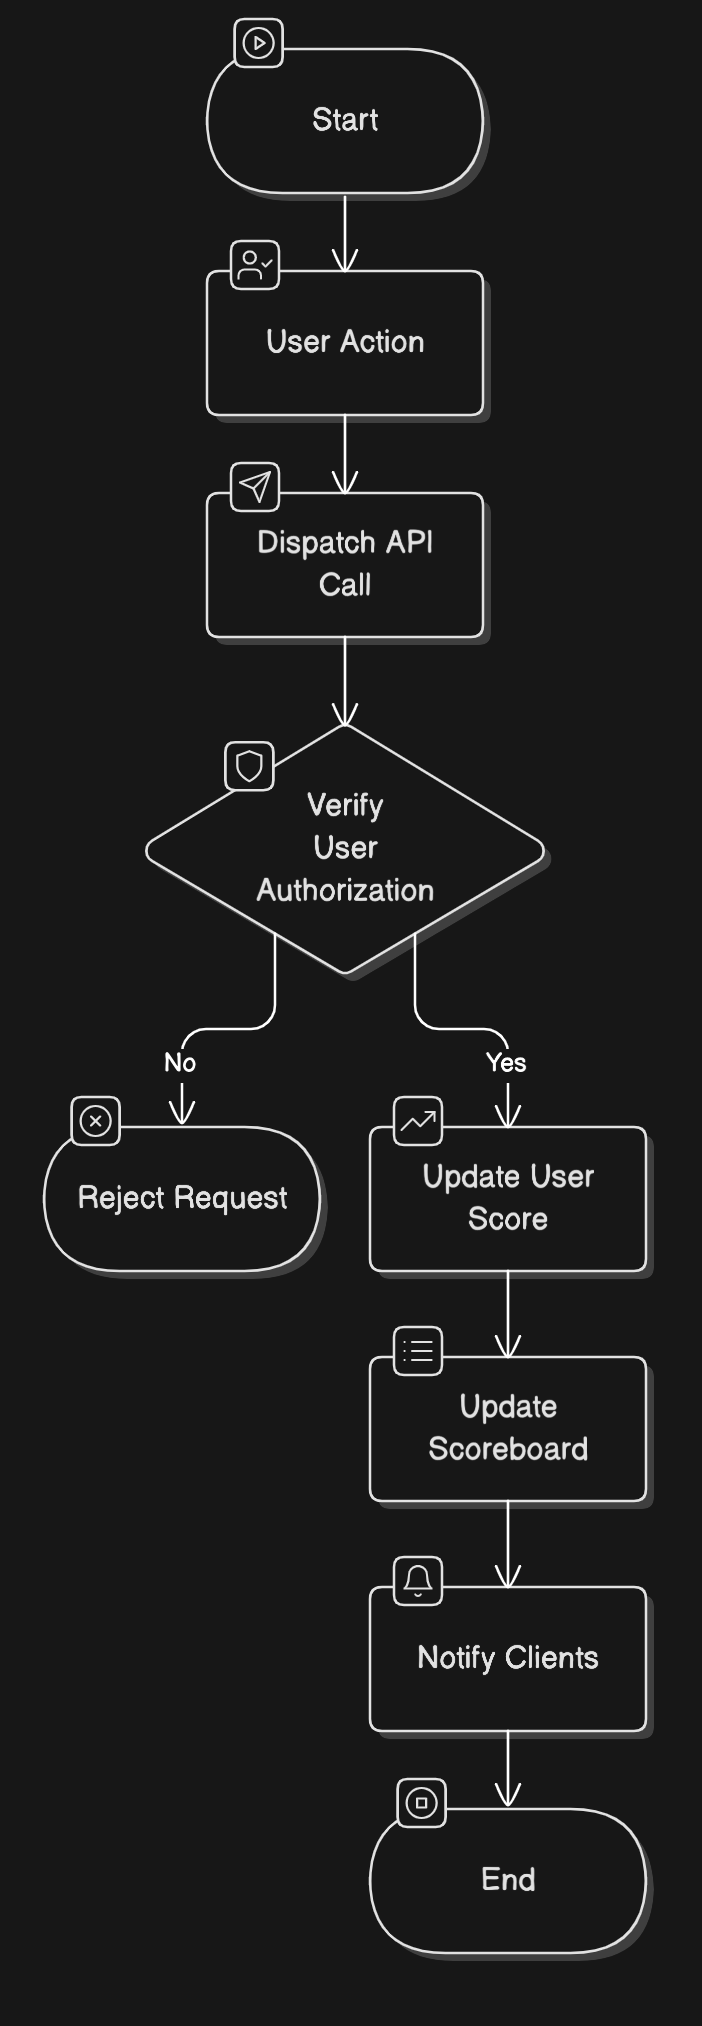 Start
User Action
Dispatch API
Call
Verify
User
Authorization
No
Yes
Reject Request
Update User
Score
Update
Scoreboard
Notify Clients
End